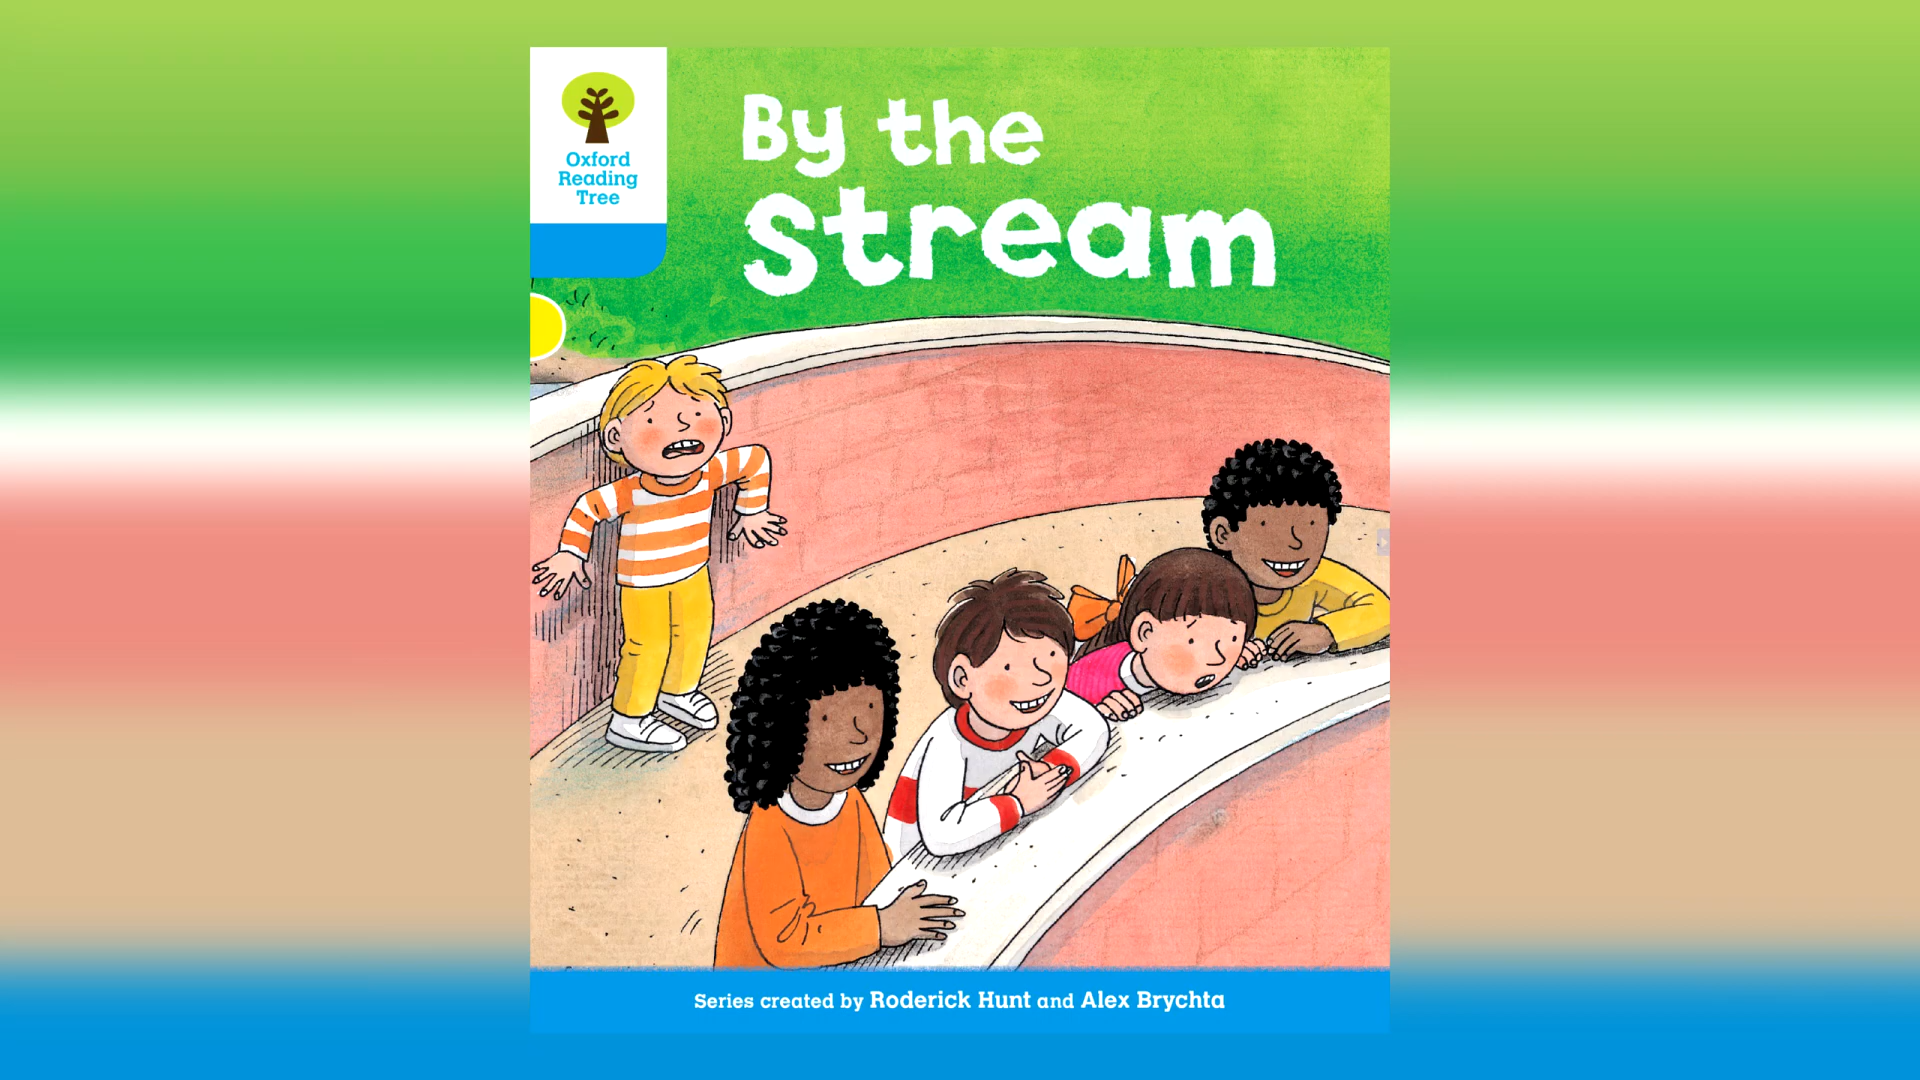 Oxford
Reading
Tree
By the
Stream
Series created by Roderick Hunt and Alex Brychta